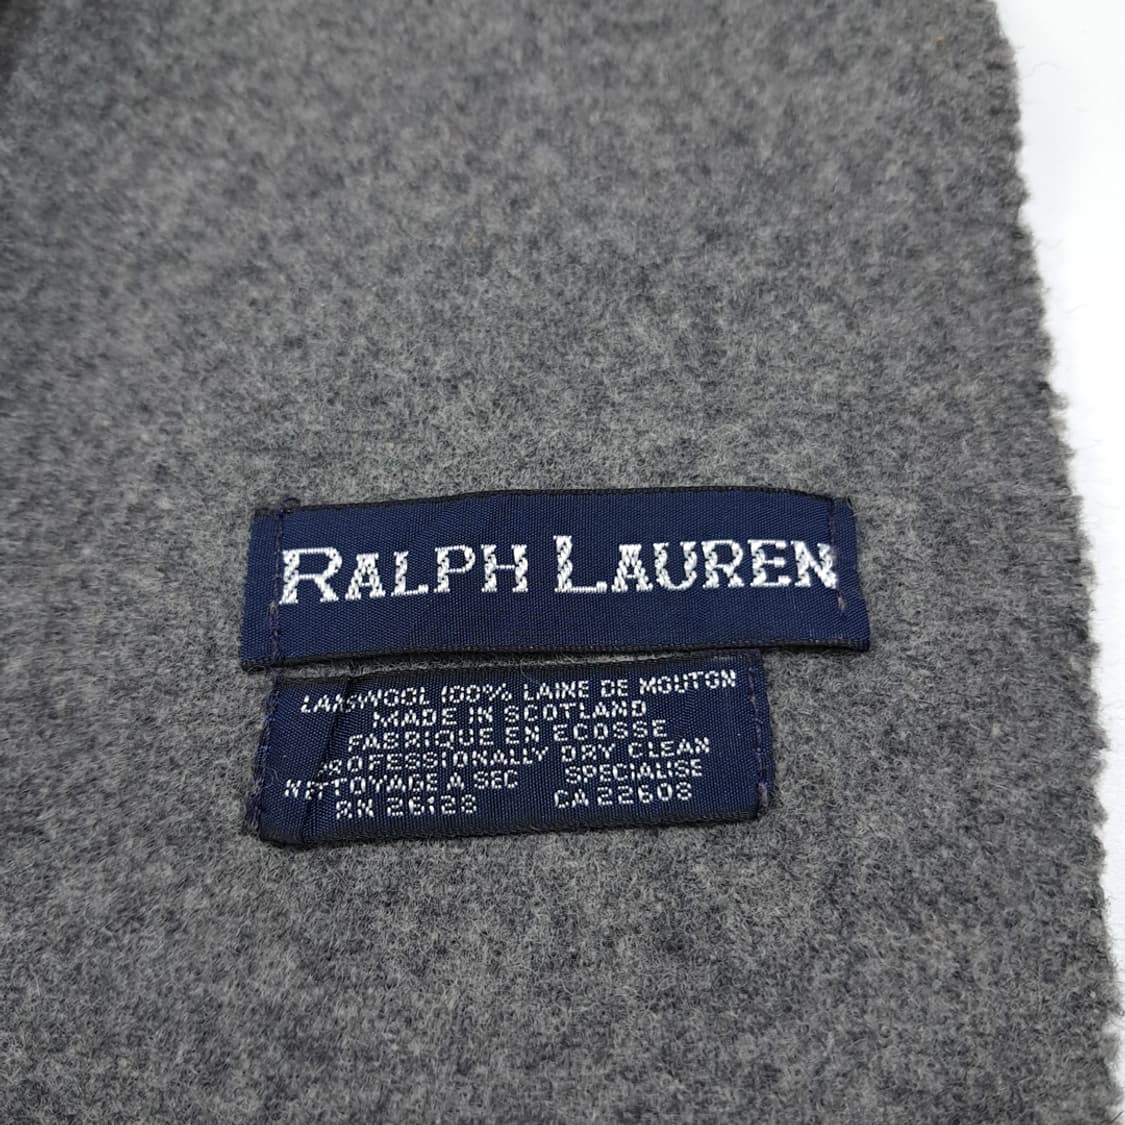 RALPH LAUREN
LAMSWOOL 100% LAINE DE MOUTON
MADE IN SCOTLAND
FABRIQUE EN ECOSSE
PROFESSIONALLY DRY CLEAN
NETTOYAGE A SEC SPECIALISE
RN 26128 CA 22608